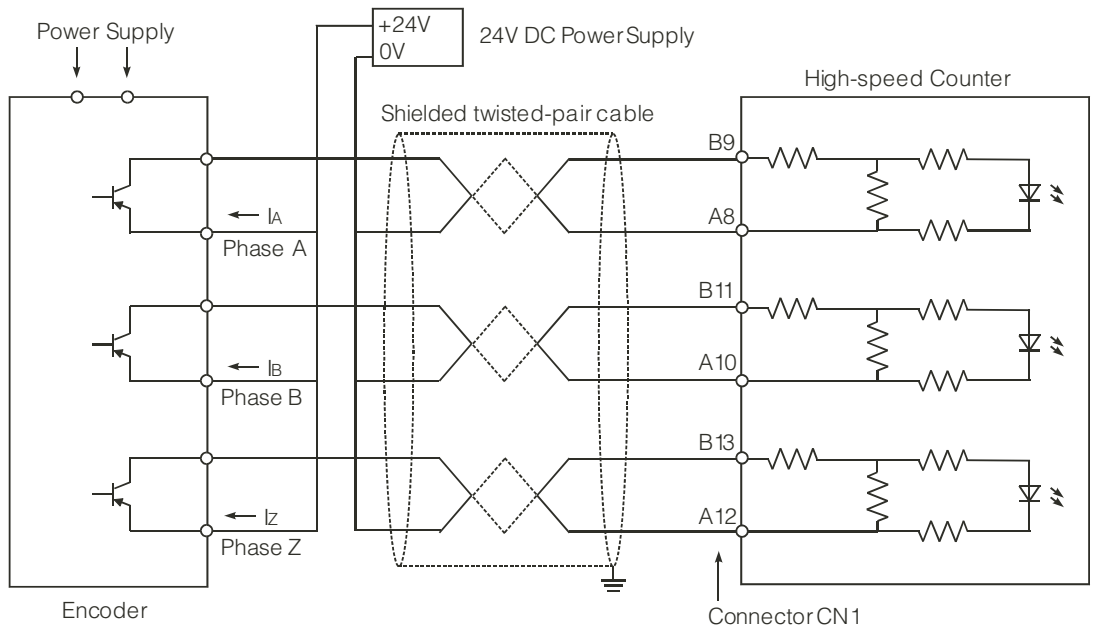 Power Supply
+24V
0V
24V DC Power Supply
High-speed Counter
Shielded twisted-pair cable
B9
IA
A8
Phase A
B11
IB
A10
Phase B
B13
IZ
A12
Phase Z
Encoder
Connector CN1